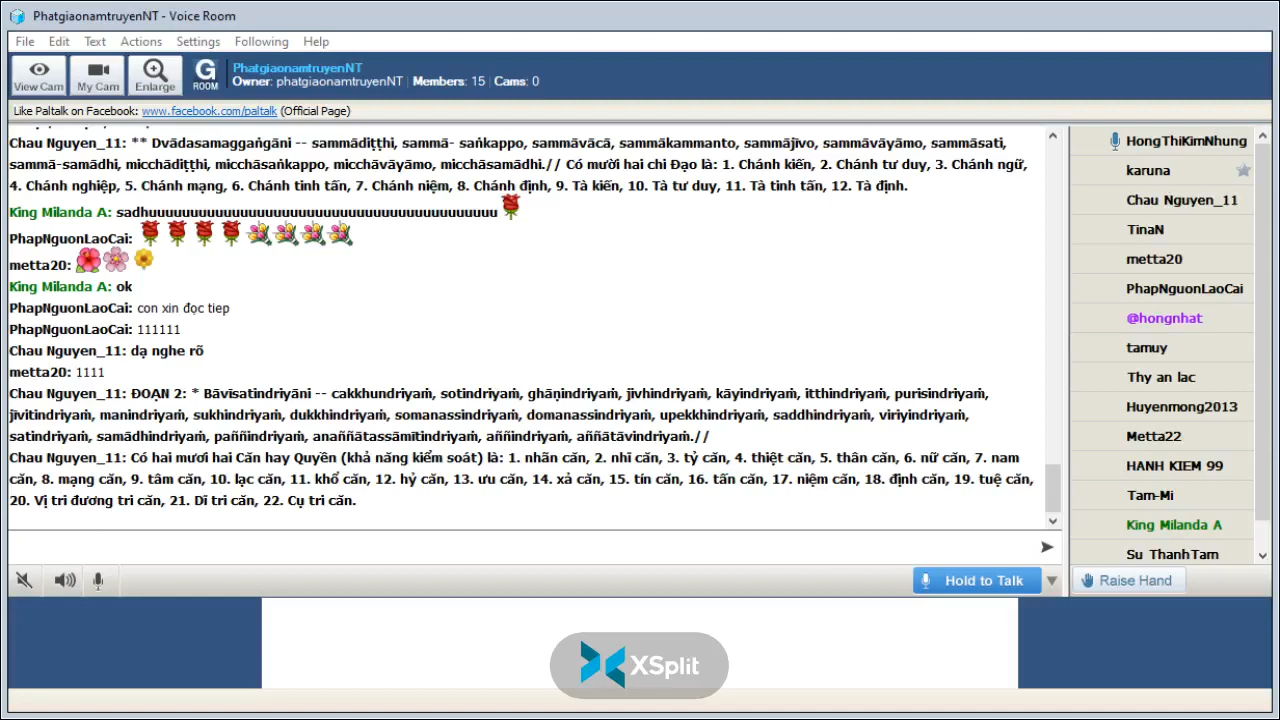 PhatgiaonamtruyenNT - Voice Room
File Edit Text Actions Settings Following Help
View Cam My Cam Enlarge G ROOM PhatgiaonamtruyenNT
Owner: phatgiaonamtruyenNT | Members: 15 | Cams: 0
Like Paltalk on Facebook: www.facebook.com/paltalk (Official Page)
Chau Nguyen_11: ** Dvādasamaggaṅgāni -- sammādiṭṭhi, sammā- saṅkappo, sammāvācā, sammākammanto, sammājīvo, sammāvāyāmo, sammāsati,
sammā-samādhi, micchādiṭṭhi, micchāsaṅkappo, micchāvāyāmo, micchāsamādhi.// Có mười hai chi Đạo là: 1. Chánh kiến, 2. Chánh tư duy, 3. Chánh ngữ,
4. Chánh nghiệp, 5. Chánh mạng, 6. Chánh tinh tấn, 7. Chánh niệm, 8. Chánh định, 9. Tà kiến, 10. Tà tư duy, 11. Tà tinh tấn, 12. Tà định.
King Milanda A: sadhuuuuuuuuuuuuuuuuuuuuuuuuuuuuuuuuuuuuuuuuu
PhapNguonLaoCai:
metta20:
King Milanda A: ok
PhapNguonLaoCai: con xin đọc tiep
PhapNguonLaoCai: 111111
Chau Nguyen_11: dạ nghe rõ
metta20: 1111
Chau Nguyen_11: ĐOẠN 2: * Bāvīsatindriyāni -- cakkhundriyaṁ, sotindriyaṁ, ghāṇindriyaṁ, jivhindriyaṁ, kāyindriyaṁ, itthindriyaṁ, purisindriyaṁ,
jīvitindriyaṁ, manindriyaṁ, sukhindriyaṁ, dukkhindriyaṁ, somanassindriyaṁ, domanassindriyaṁ, upekkhindriyaṁ, saddhindriyaṁ, viriyindriyaṁ,
satindriyaṁ, samādhindriyaṁ, paññindriyaṁ, anaññātassāmītindriyaṁ, aññindriyaṁ, aññātāvindriyaṁ.//
Chau Nguyen_11: Có hai mươi hai Căn hay Quyền (khả năng kiểm soát) là: 1. nhãn căn, 2. nhĩ căn, 3. tỷ căn, 4. thiệt căn, 5. thân căn, 6. nữ căn, 7. nam
căn, 8. mạng căn, 9. tâm căn, 10. lạc căn, 11. khổ căn, 12. hỷ căn, 13. ưu căn, 14. xả căn, 15. tín căn, 16. tấn căn, 17. niệm căn, 18. định căn, 19. tuệ căn,
20. Vị tri đương tri căn, 21. Dĩ tri căn, 22. Cụ tri căn.
HongThiKimNhung
karuna
Chau Nguyen_11
TinaN
metta20
PhapNguonLaoCai
@hongnhat
tamuy
Thy an lac
Huyenmong2013
Metta22
HANH KIEM 99
Tam-Mi
King Milanda A
Su ThanhTam
Hold to Talk
Raise Hand
XSplit